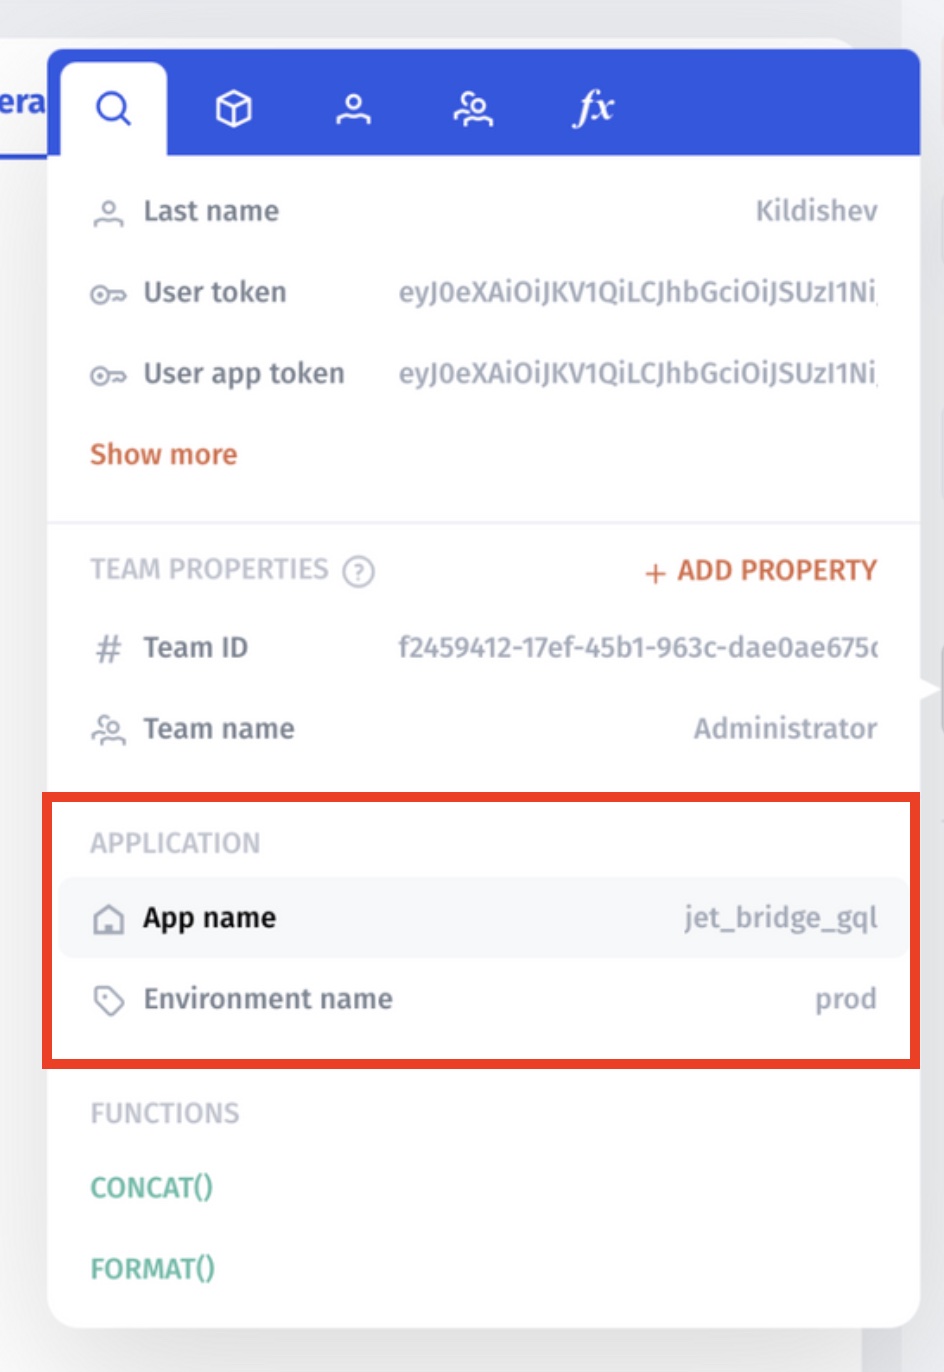 era
fx
Last name Kildishev
User token eyJ0eXAiOiJKV1QiLCJhbGciOiJSUzI1Ni
User app token eyJ0eXAiOiJKV1QiLCJhbGciOiJSUzI1Ni
Show more
TEAM PROPERTIES ? + ADD PROPERTY
# Team ID f2459412-17ef-45b1-963c-dae0ae675c
Team name Administrator
APPLICATION
App name jet_bridge_gql
Environment name prod
FUNCTIONS
CONCAT()
FORMAT()